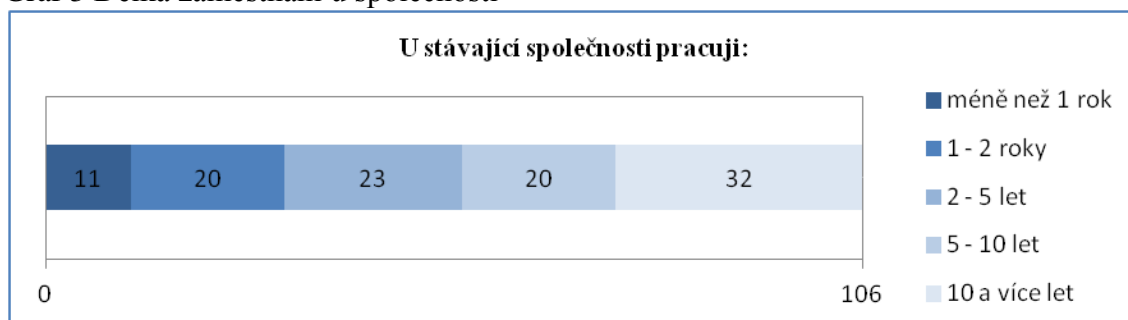 U stávající společnosti pracuji:
méně než 1 rok
1 - 2 roky
2 - 5 let
5 - 10 let
10 a více let
11 20 23 20 32
0 106